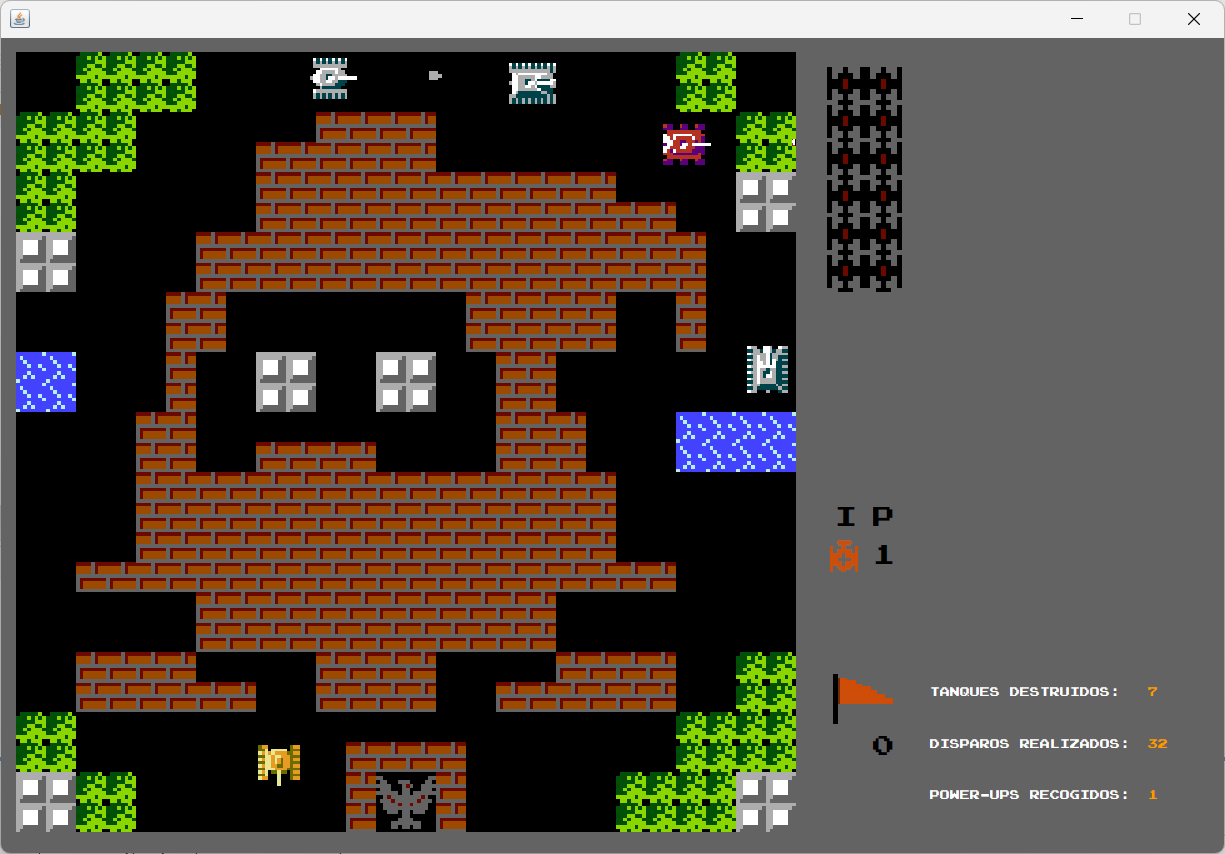 I P
1
TANQUES DESTRUIDOS: 7
0
DISPAROS REALIZADOS: 32
POWER-UPS RECOGIDOS: 1